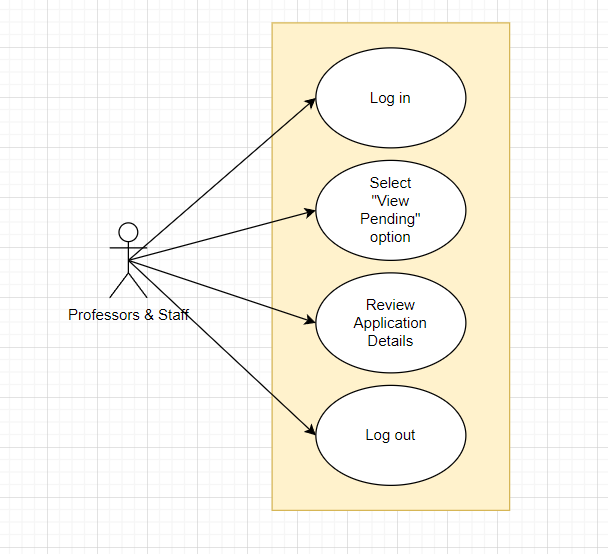 Log in
Select
"View
Pending"
option
Professors & Staff
Review
Application
Details
Log out